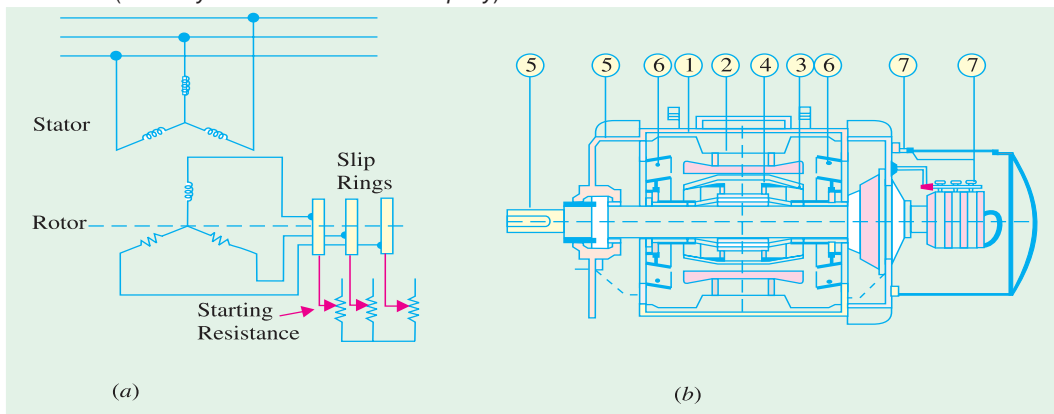 5 5 6 1 2 4 3 6 7 7
Stator
Slip
Rings
Rotor
Starting
Resistance
(a) (b)